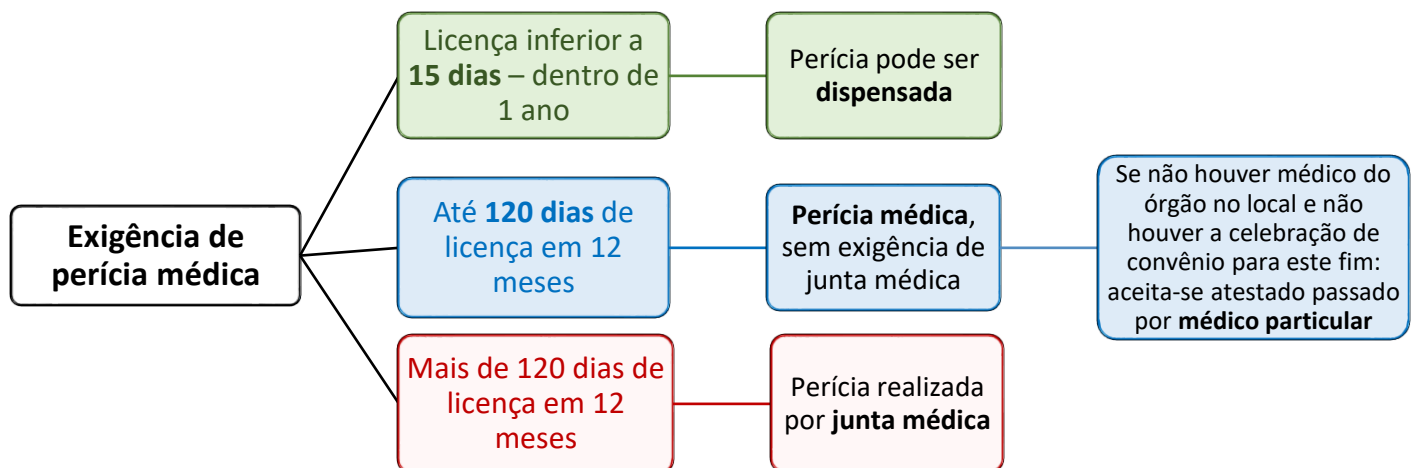 Exigência de
perícia médica
Licença inferior a
15 dias – dentro de
1 ano
Perícia pode ser
dispensada
Até 120 dias de
licença em 12
meses
Perícia médica,
sem exigência de
junta médica
Se não houver médico do
órgão no local e não
houver a celebração de
convênio para este fim:
aceita-se atestado passado
por médico particular
Mais de 120 dias de
licença em 12
meses
Perícia realizada
por junta médica